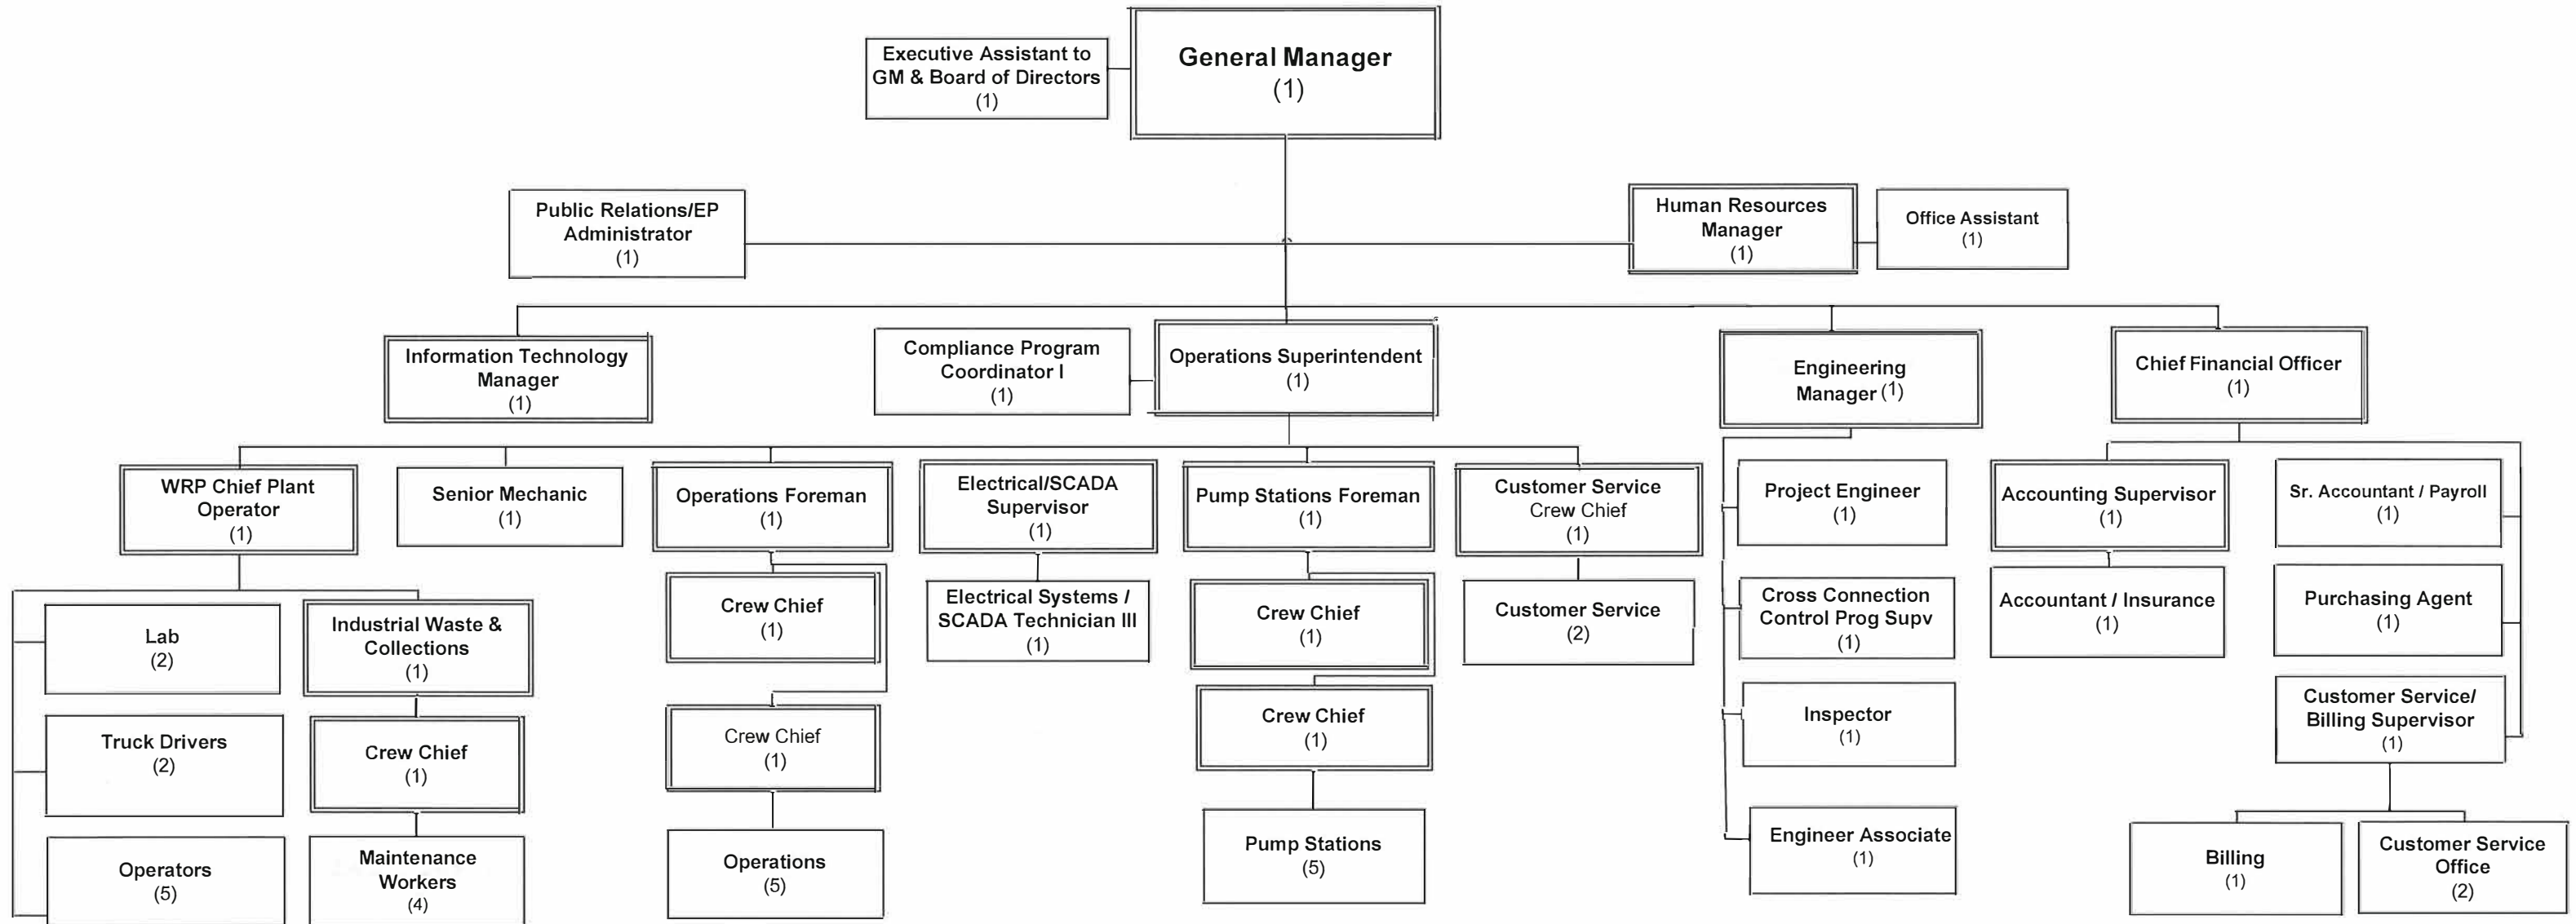 Executive Assistant to
GM & Board of Directors
(1)
General Manager
(1)
Public Relations/EP
Administrator
(1)
Human Resources
Manager
(1)
Office Assistant
(1)
Information Technology
Manager
(1)
Compliance Program
Coordinator I
(1)
Operations Superintendent
(1)
Engineering
Manager (1)
Chief Financial Officer
(1)
WRP Chief Plant
Operator
(1)
Senior Mechanic
(1)
Operations Foreman
(1)
Electrical/SCADA
Supervisor
(1)
Pump Stations Foreman
(1)
Customer Service
Crew Chief
(1)
Project Engineer
(1)
Accounting Supervisor
(1)
Sr. Accountant / Payroll
(1)
Lab
(2)
Industrial Waste &
Collections
(1)
Crew Chief
(1)
Electrical Systems /
SCADA Technician III
(1)
Crew Chief
(1)
Customer Service
(2)
Cross Connection
Control Prog Supv
(1)
Accountant / Insurance
(1)
Purchasing Agent
(1)
Truck Drivers
(2)
Crew Chief
(1)
Crew Chief
(1)
Crew Chief
(1)
Inspector
(1)
Customer Service/
Billing Supervisor
(1)
Operators
(5)
Maintenance
Workers
(4)
Operations
(5)
Pump Stations
(5)
Engineer Associate
(1)
Billing
(1)
Customer Service
Office
(2)